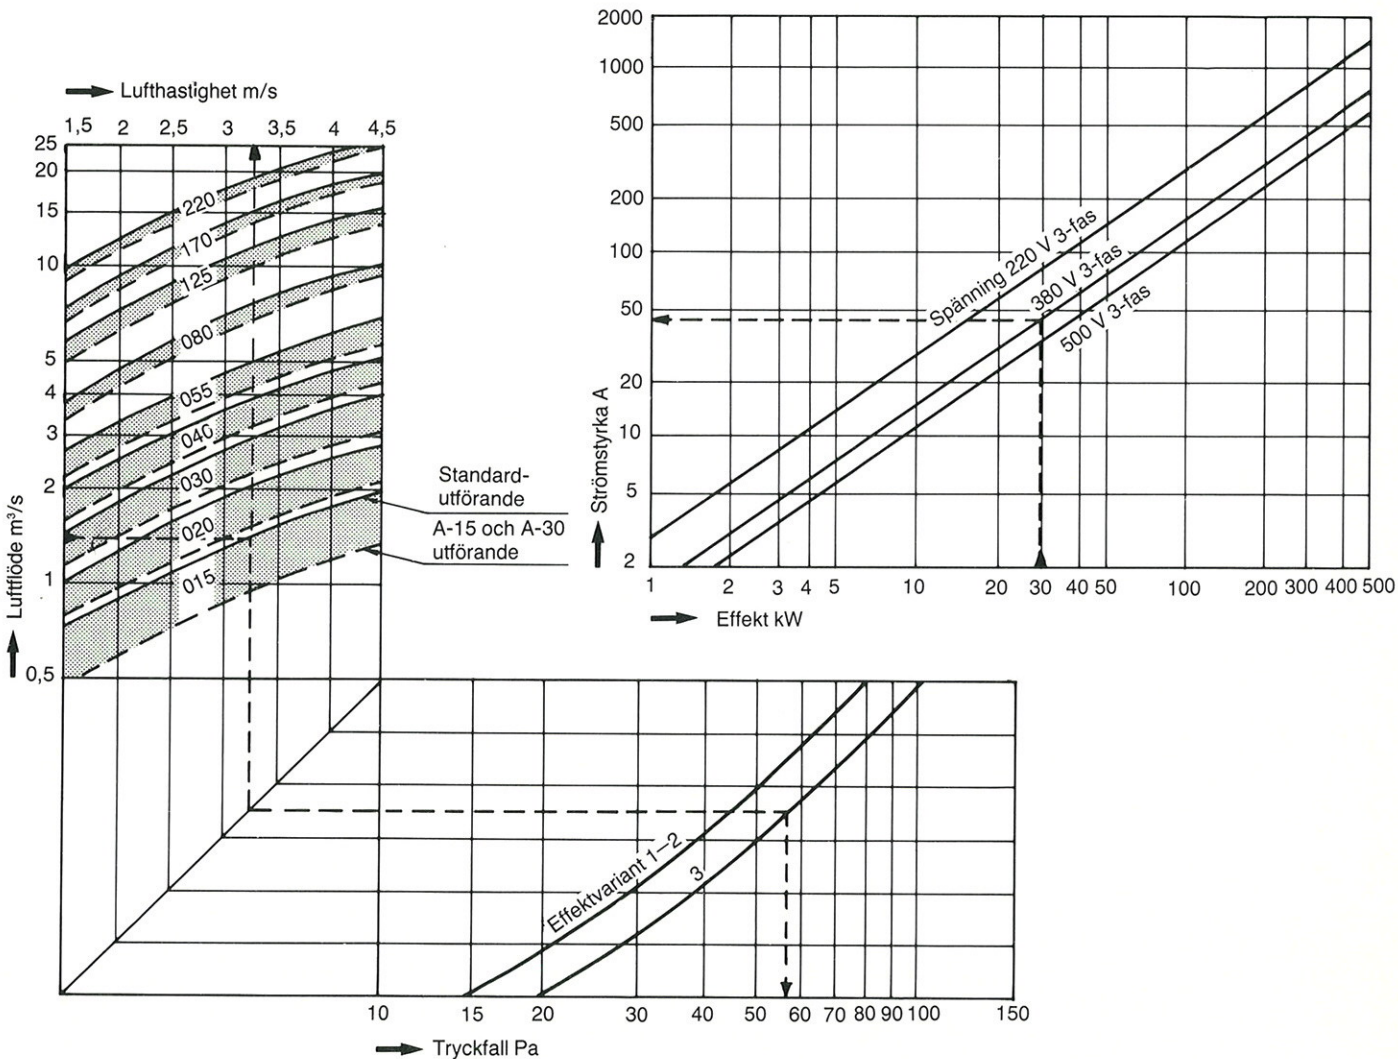 Lufthastighet m/s
1,5 2 2,5 3 3,5 4 4,5
25
20
15
10
5
4
3
2
1
0,5
Luftflöde m³/s
220
170
125
080
055
040
030
020
015
Standard-
utförande
A-15 och A-30
utförande
2000
1000
500
200
100
50
20
10
5
2
Strömstyrka A
Spänning 220 V 3-fas
380 V 3-fas
500 V 3-fas
1 2 3 4 5 10 20 30 40 50 100 200 300 400 500
Effekt kW
Effektvariant 1–2
3
10 15 20 30 40 50 60 70 80 90 100 150
Tryckfall Pa